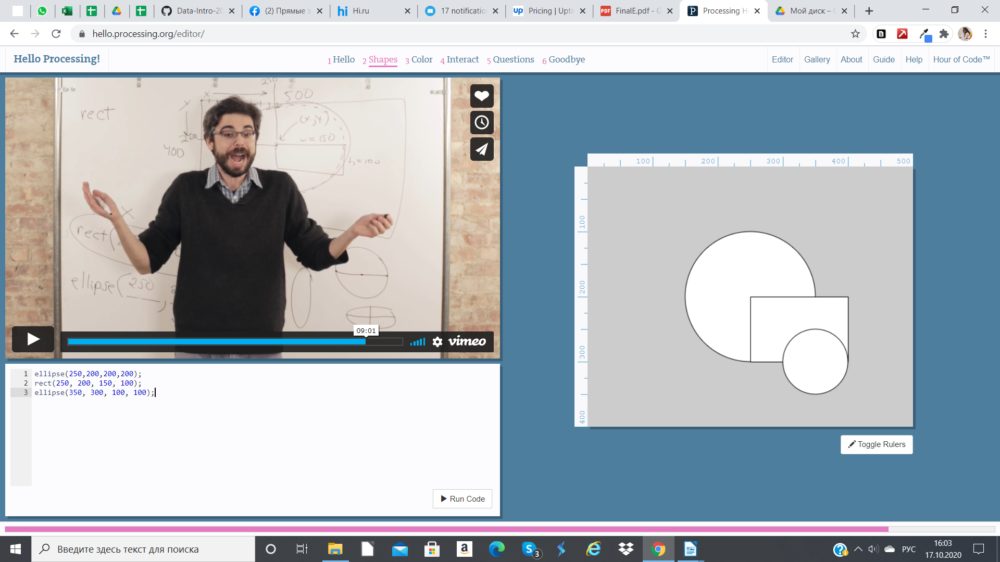 Data-Intro-20
(2) Прямые э
Hi.ru
17 notificatio
Pricing | Upti
FinalE.pdf - G
Processing H
Мой диск – G
hello.processing.org/editor/
Hello Processing!
1 Hello 2 Shapes 3 Color 4 Interact 5 Questions 6 Goodbye
Editor Gallery About Guide Help Hour of Code™
rect
X
250
500
Y
(x,y)
200
w=150
400
h=100
X
rect(
ellipse(250
,
09:01
vimeo
1 ellipse(250,200,200,200);
2 rect(250, 200, 150, 100);
3 ellipse(350, 300, 100, 100);
Run Code
100 200 300 400 500
100
200
300
400
Toggle Rulers
Введите здесь текст для поиска
3
РУС
16:03
17.10.2020